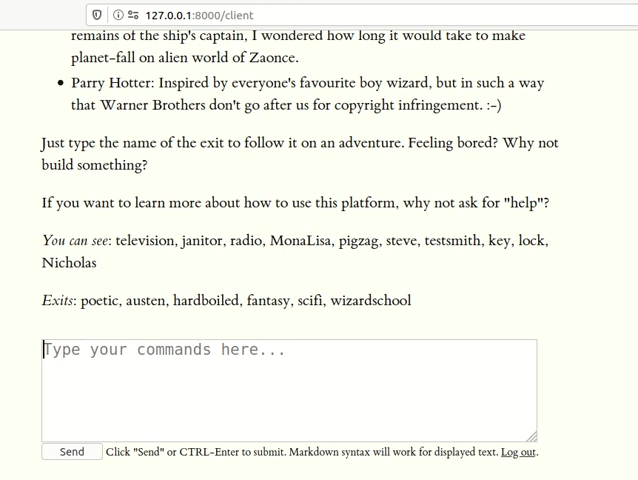 127.0.0.1:8000/client
remains of the ship's captain, I wondered how long it would take to make
planet-fall on alien world of Zaonce.
• Parry Hotter: Inspired by everyone's favourite boy wizard, but in such a way
that Warner Brothers don't go after us for copyright infringement. :-)
Just type the name of the exit to follow it on an adventure. Feeling bored? Why not
build something?
If you want to learn more about how to use this platform, why not ask for "help"?
You can see: television, janitor, radio, MonaLisa, pigzag, steve, testsmith, key, lock,
Nicholas
Exits: poetic, austen, hardboiled, fantasy, scifi, wizardschool
Type your commands here...
Send Click "Send" or CTRL-Enter to submit. Markdown syntax will work for displayed text. Log out.